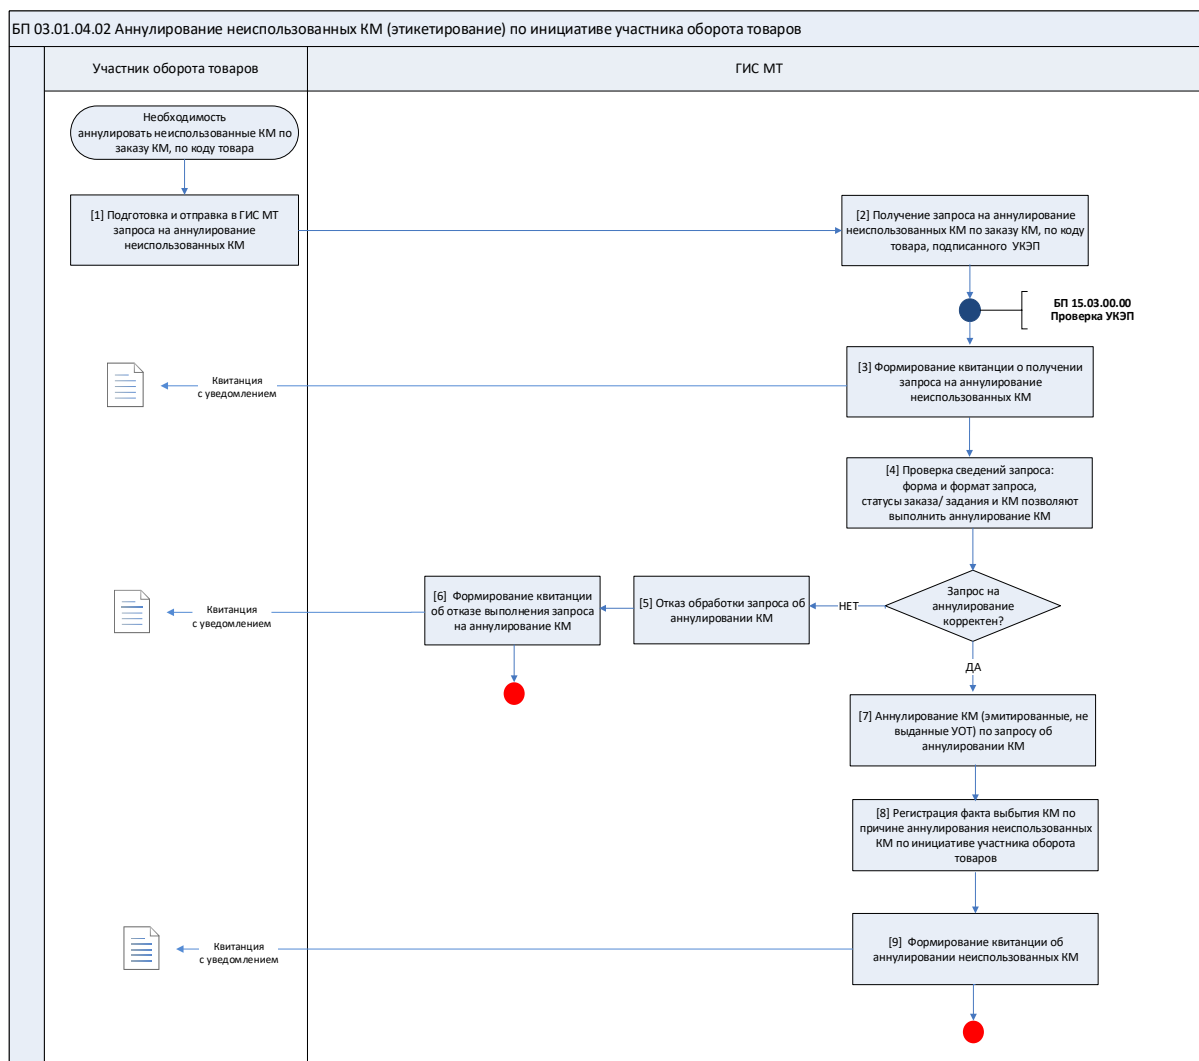 БП 03.01.04.02 Аннулирование неиспользованных КМ (этикетирование) по инициативе участника оборота товаров
Участник оборота товаров
ГИС МТ
Необходимость
аннулировать неиспользованные КМ по
заказу КМ, по коду товара
[1] Подготовка и отправка в ГИС МТ
запроса на аннулирование
неиспользованных КМ
[2] Получение запроса на аннулирование
неиспользованных КМ по заказу КМ, по коду
товара, подписанного УКЭП
БП 15.03.00.00
Проверка УКЭП
[3] Формирование квитанции о получении
запроса на аннулирование
неиспользованных КМ
Квитанция
с уведомлением
[4] Проверка сведений запроса:
форма и формат запроса,
статусы заказа/ задания и КМ позволяют
выполнить аннулирование КМ
Запрос на
аннулирование
корректен?
НЕТ
[5] Отказ обработки запроса об
аннулировании КМ
[6] Формирование квитанции
об отказе выполнения запроса
на аннулирование КМ
Квитанция
с уведомлением
ДА
[7] Аннулирование КМ (эмитированные, не
выданные УОТ) по запросу об
аннулировании КМ
[8] Регистрация факта выбытия КМ по
причине аннулирования неиспользованных
КМ по инициативе участника оборота
товаров
[9] Формирование квитанции об
аннулировании неиспользованных КМ
Квитанция
с уведомлением